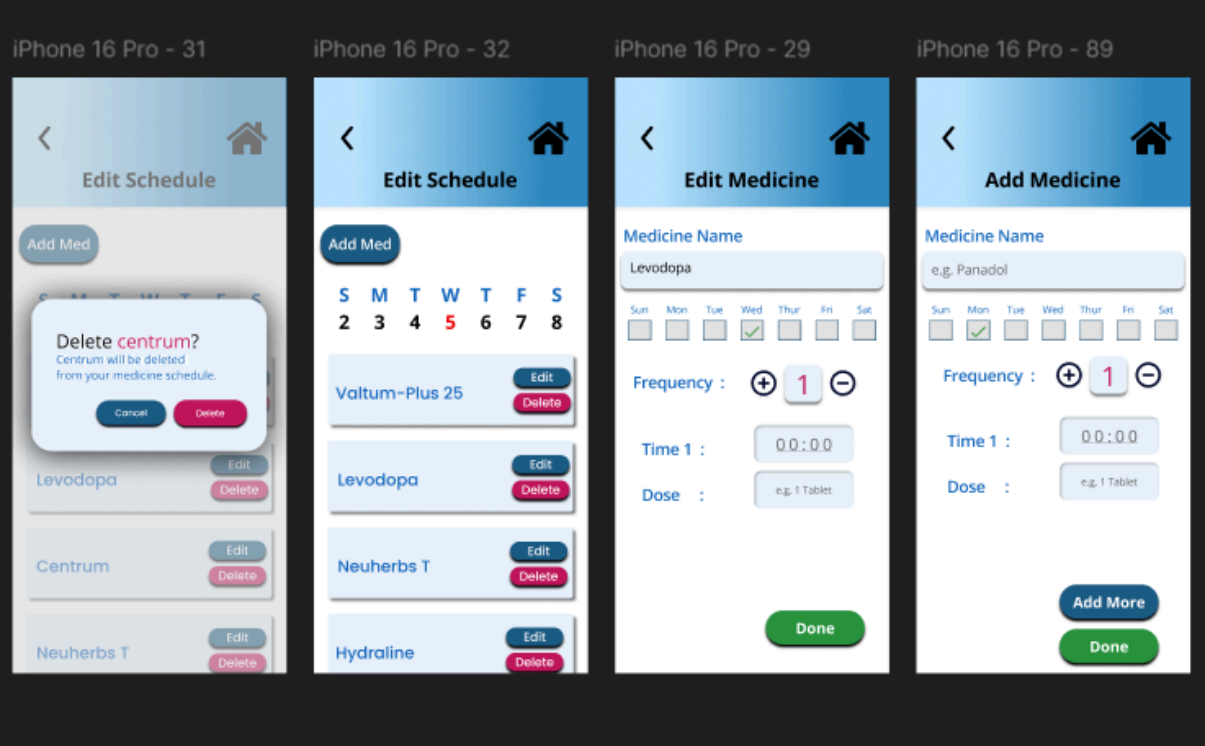 iPhone 16 Pro - 31
Edit Schedule
Add Med
S M T W T F S
Delete centrum?
Centrum will be deleted
from your medicine schedule.
Cancel Delete
Levodopa
Edit
Delete
Centrum
Edit
Delete
Neuherbs T
Edit
Delete
iPhone 16 Pro - 32
Edit Schedule
Add Med
S M T W T F S
2 3 4 5 6 7 8
Valtum-Plus 25
Edit
Delete
Levodopa
Edit
Delete
Neuherbs T
Edit
Delete
Hydraline
Edit
Delete
iPhone 16 Pro - 29
Edit Medicine
Medicine Name
Levodopa
Sun Mon Tue Wed Thur Fri Sat
Frequency : 1
Time 1 : 00:00
Dose : e.g. 1 Tablet
Done
iPhone 16 Pro - 89
Add Medicine
Medicine Name
e.g. Panadol
Sun Mon Tue Wed Thur Fri Sat
Frequency : 1
Time 1 : 00:00
Dose : e.g. 1 Tablet
Add More
Done